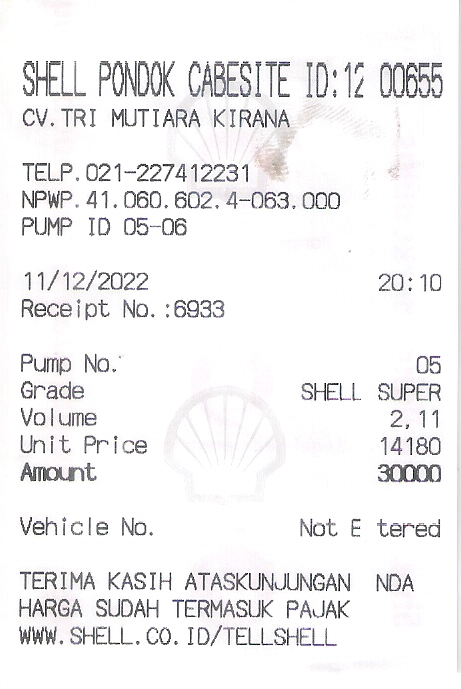 SHELL PONDOK CABESITE ID:12 00655
CV.TRI MUTIARA KIRANA
TELP.021-227412231
NPWP.41.060.602.4-063.000
PUMP ID 05-06
11/12/2022 20:10
Receipt No.:6933
Pump No. 05
Grade SHELL SUPER
Volume 2,11
Unit Price 14180
Amount 30000
Vehicle No. Not E tered
TERIMA KASIH ATASKUNJUNGAN NDA
HARGA SUDAH TERMASUK PAJAK
WWW.SHELL.CO.ID/TELLSHELL